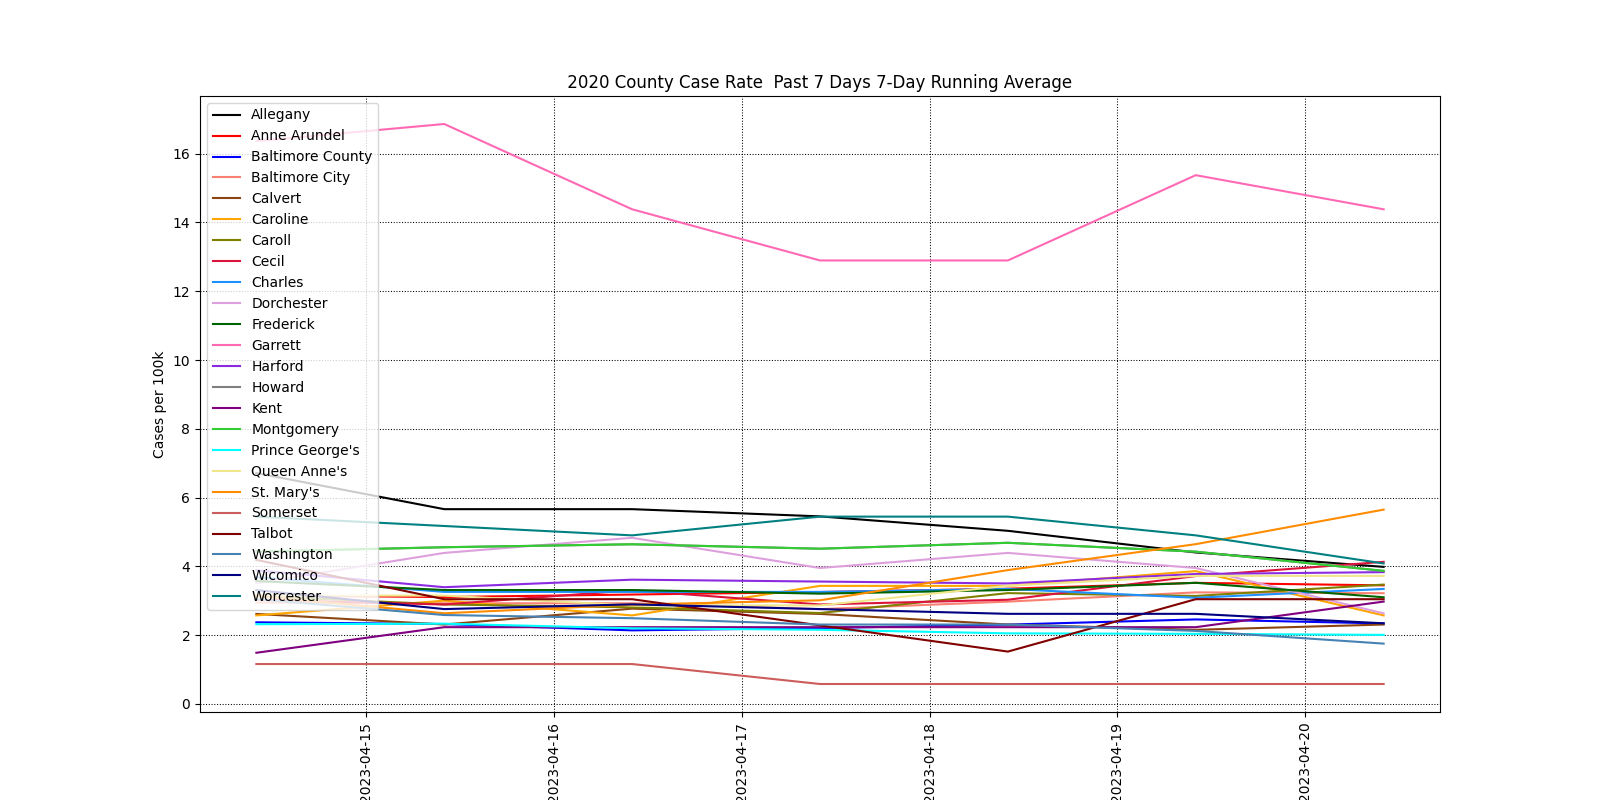 2020 County Case Rate  Past 7 Days 7-Day Running Average
Cases per 100k
16
14
12
10
8
6
4
2
0
Allegany
Anne Arundel
Baltimore County
Baltimore City
Calvert
Caroline
Caroll
Cecil
Charles
Dorchester
Frederick
Garrett
Harford
Howard
Kent
Montgomery
Prince George's
Queen Anne's
St. Mary's
Somerset
Talbot
Washington
Wicomico
Worcester
2023-04-15
2023-04-16
2023-04-17
2023-04-18
2023-04-19
2023-04-20